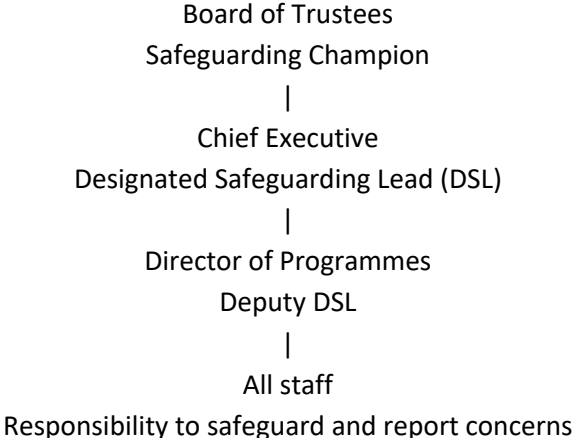 Board of Trustees
Safeguarding Champion
|
Chief Executive
Designated Safeguarding Lead (DSL)
|
Director of Programmes
Deputy DSL
|
All staff
Responsibility to safeguard and report concerns